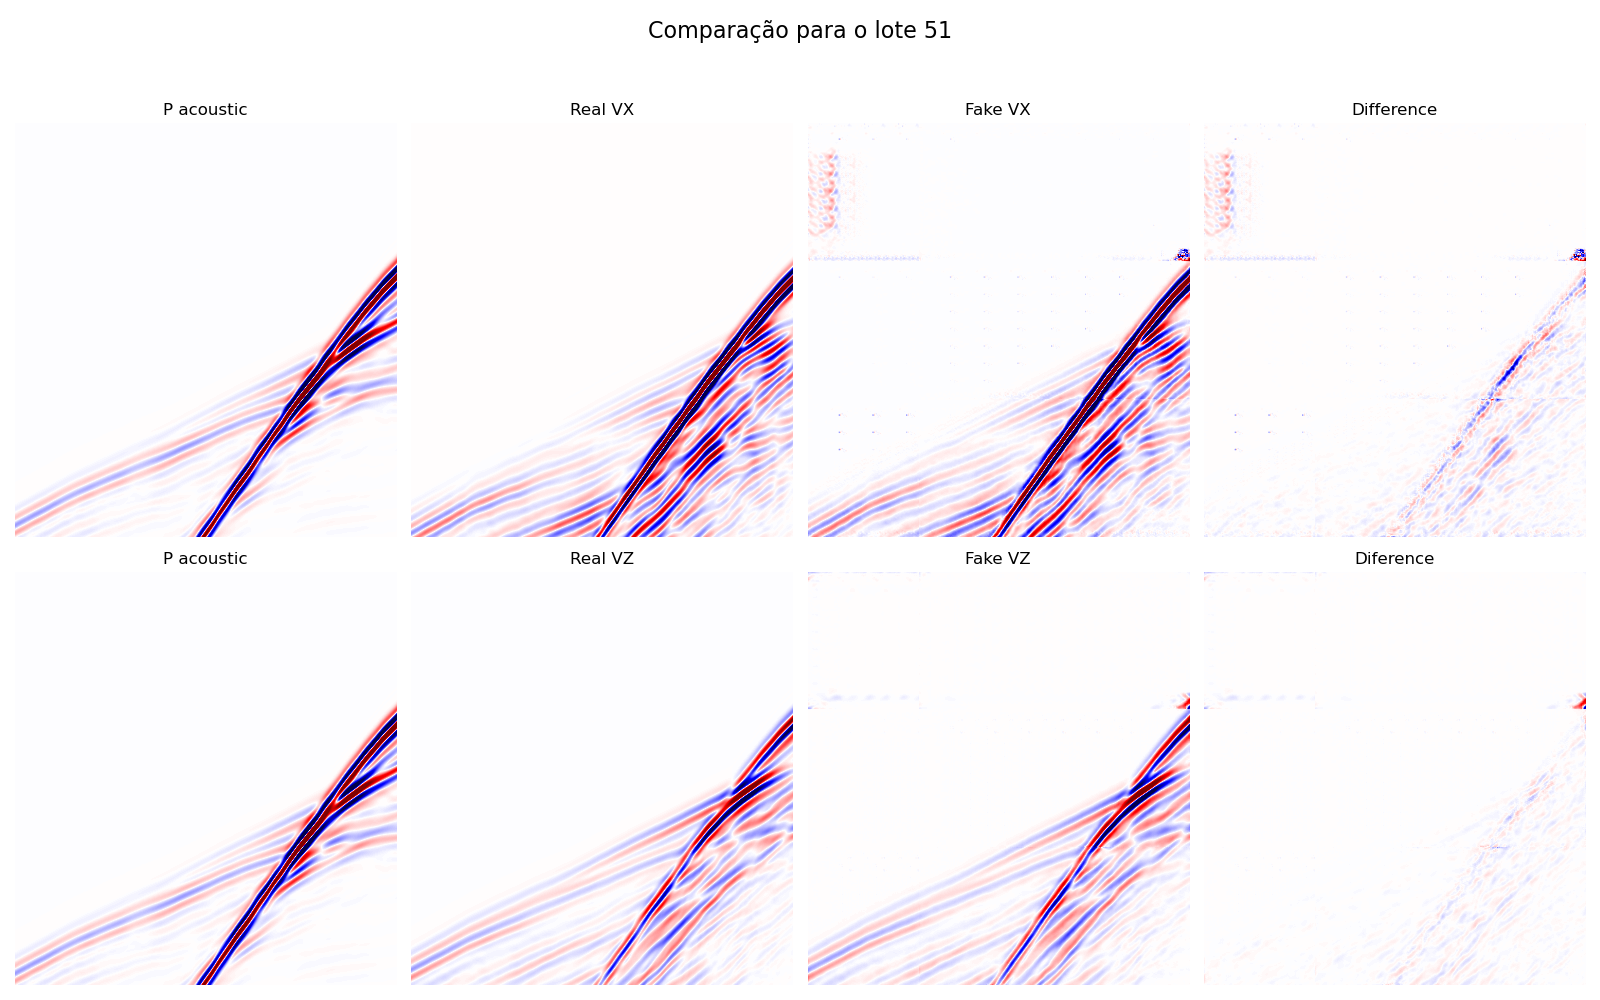 Comparação para o lote 51
P acoustic
Real VX
Fake VX
Difference
P acoustic
Real VZ
Fake VZ
Diference